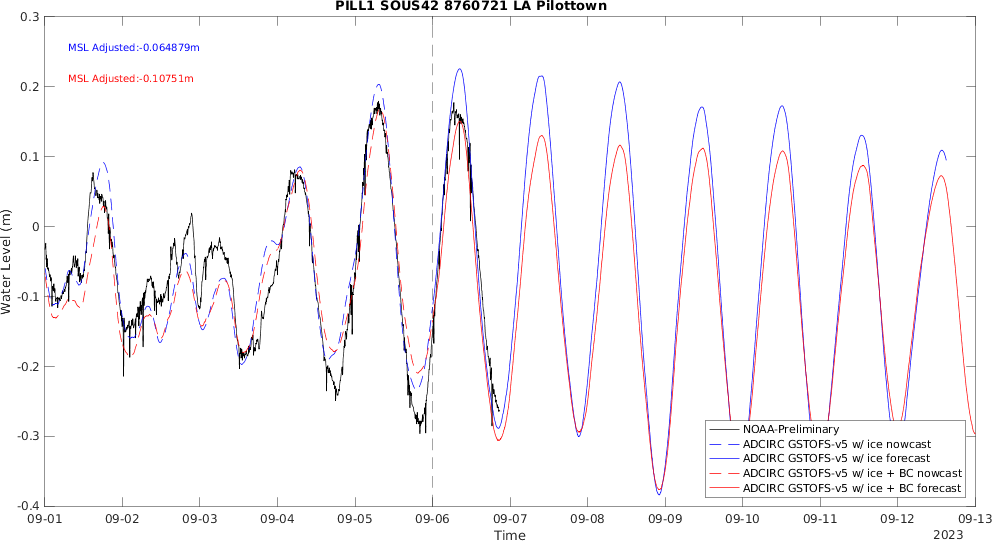 PILL1 SOUS42 8760721 LA Pilottown
0.3
0.2
0.1
0
-0.1
-0.2
-0.3
-0.4
Water Level (m)
MSL Adjusted:-0.064879m
MSL Adjusted:-0.10751m
NOAA-Preliminary
ADCIRC GSTOFS-v5 w/ ice nowcast
ADCIRC GSTOFS-v5 w/ ice forecast
ADCIRC GSTOFS-v5 w/ ice + BC nowcast
ADCIRC GSTOFS-v5 w/ ice + BC forecast
09-01 09-02 09-03 09-04 09-05 09-06 09-07 09-08 09-09 09-10 09-11 09-12 09-13
Time
2023